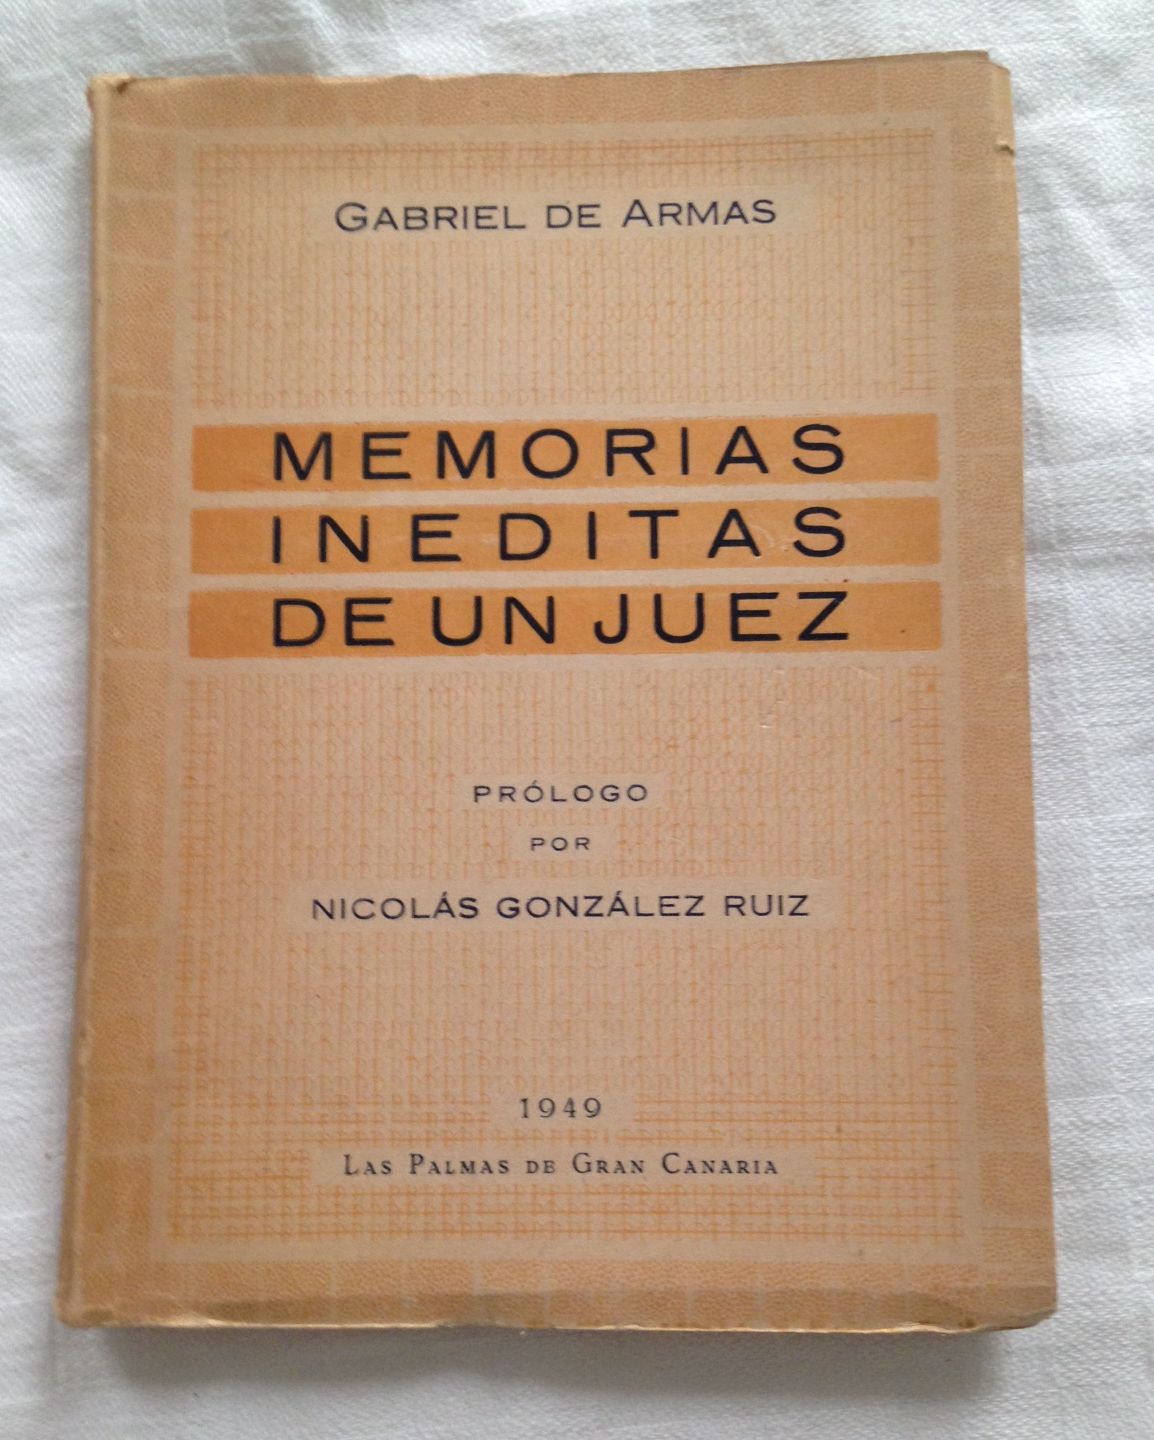 GABRIEL DE ARMAS
MEMORIAS
INEDITAS
DE UN JUEZ
PRÓLOGO
POR
NICOLÁS GONZÁLEZ RUIZ
1949
LAS PALMAS DE GRAN CANARIA